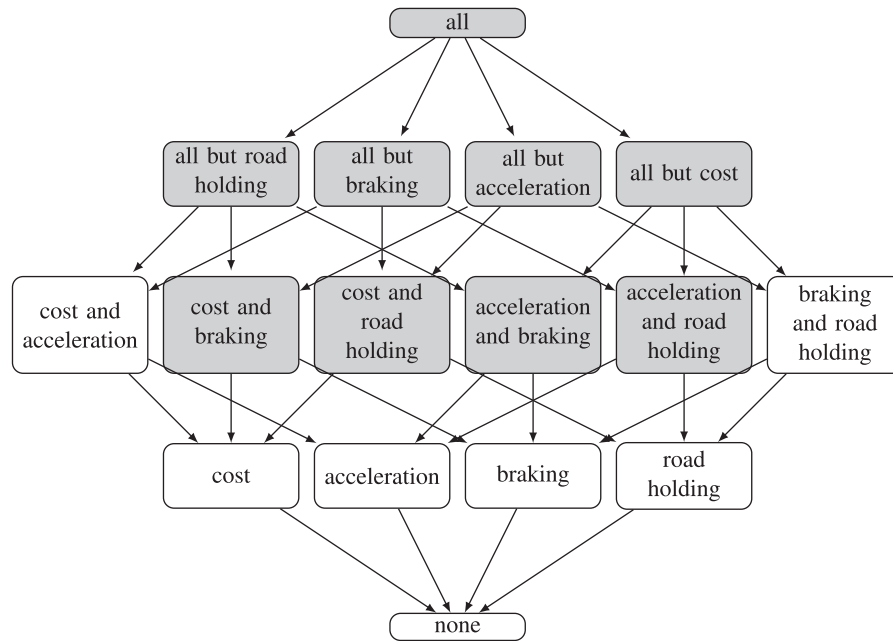 all
all but road
holding
all but
braking
all but
acceleration
all but cost
cost and
acceleration
cost and
braking
cost and
road
holding
acceleration
and braking
acceleration
and road
holding
braking
and road
holding
cost
acceleration
braking
road
holding
none